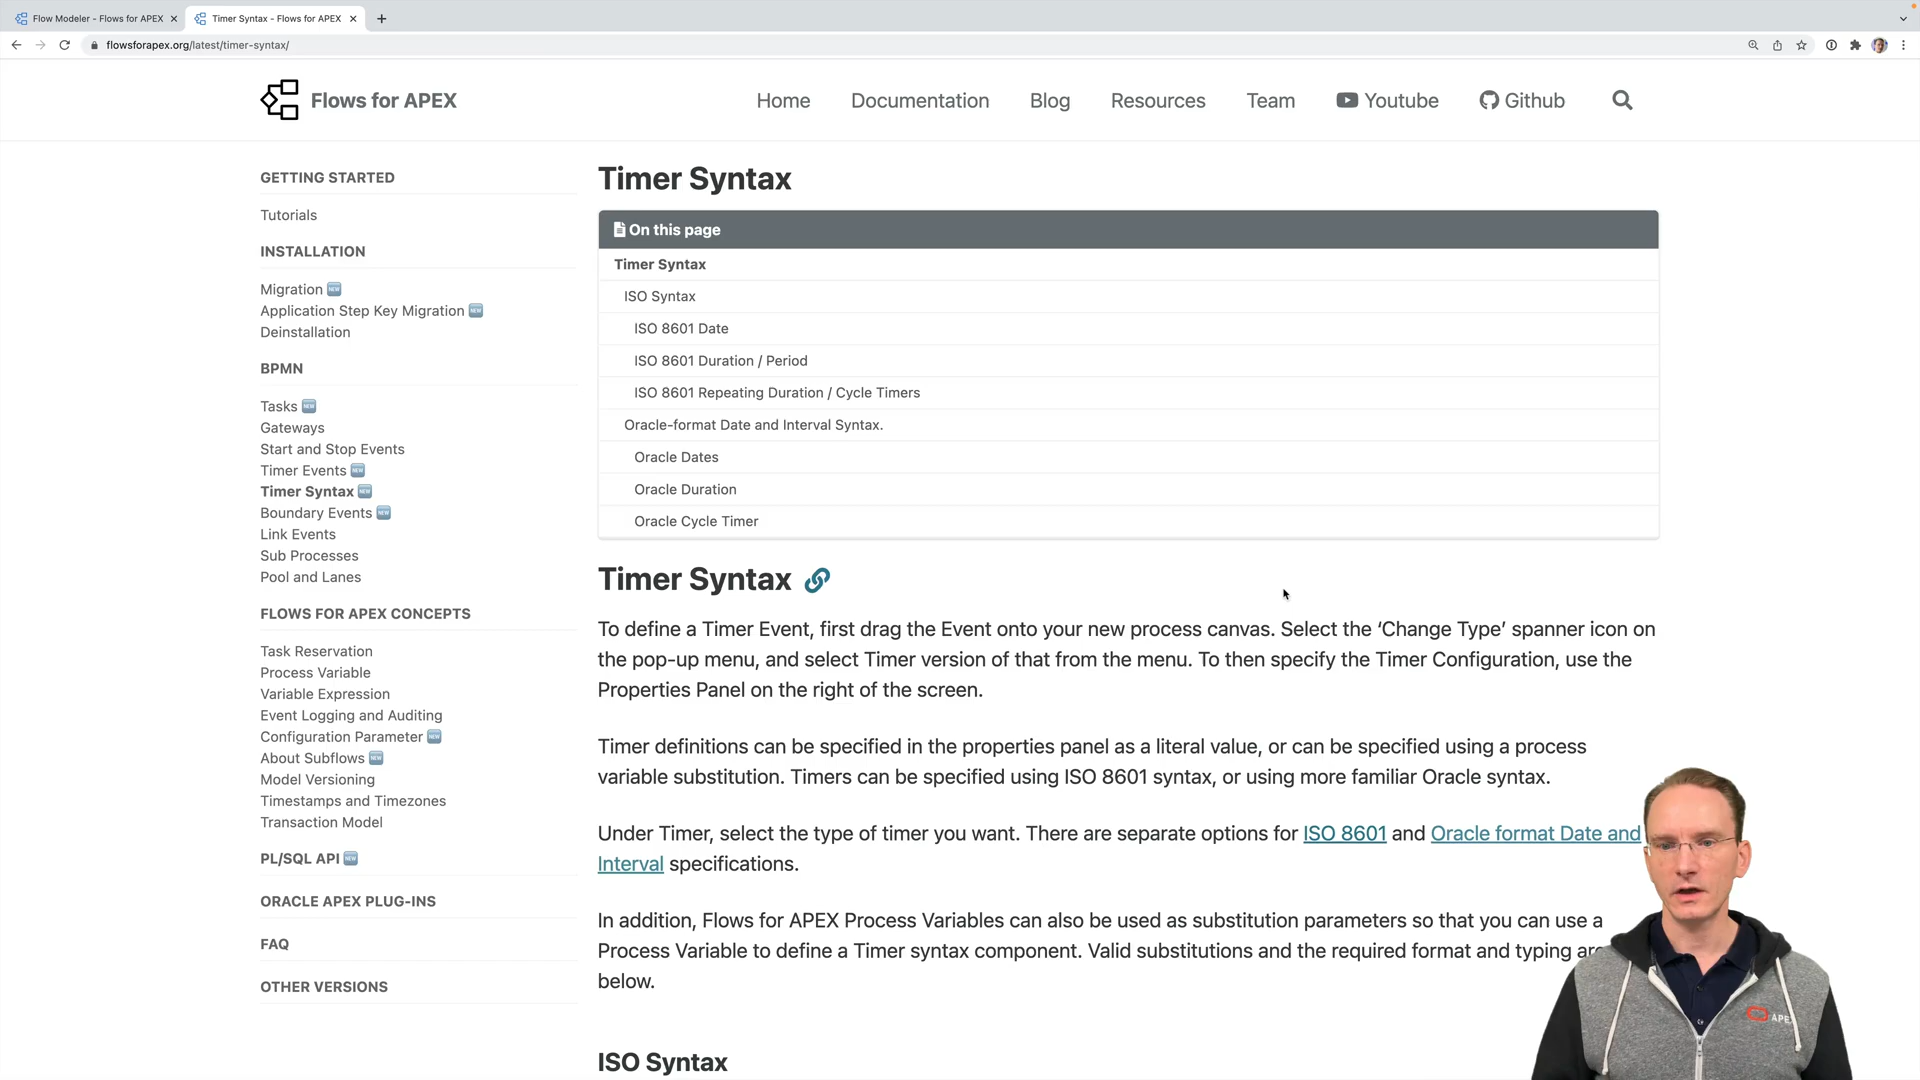 Flow Modeler - Flows for APEX
Timer Syntax - Flows for APEX
flowsforapex.org/latest/timer-syntax/
Flows for APEX
Home
Documentation
Blog
Resources
Team
Youtube
Github
GETTING STARTED
Tutorials
INSTALLATION
Migration NEW
Application Step Key Migration NEW
Deinstallation
BPMN
Tasks NEW
Gateways
Start and Stop Events
Timer Events NEW
Timer Syntax NEW
Boundary Events NEW
Link Events
Sub Processes
Pool and Lanes
FLOWS FOR APEX CONCEPTS
Task Reservation
Process Variable
Variable Expression
Event Logging and Auditing
Configuration Parameter NEW
About Subflows NEW
Model Versioning
Timestamps and Timezones
Transaction Model
PL/SQL API NEW
ORACLE APEX PLUG-INS
FAQ
OTHER VERSIONS
Timer Syntax
On this page
Timer Syntax
ISO Syntax
ISO 8601 Date
ISO 8601 Duration / Period
ISO 8601 Repeating Duration / Cycle Timers
Oracle-format Date and Interval Syntax.
Oracle Dates
Oracle Duration
Oracle Cycle Timer
Timer Syntax
To define a Timer Event, first drag the Event onto your new process canvas. Select the ‘Change Type’ spanner icon on
the pop-up menu, and select Timer version of that from the menu. To then specify the Timer Configuration, use the
Properties Panel on the right of the screen.
Timer definitions can be specified in the properties panel as a literal value, or can be specified using a process
variable substitution. Timers can be specified using ISO 8601 syntax, or using more familiar Oracle syntax.
Under Timer, select the type of timer you want. There are separate options for ISO 8601 and Oracle format Date and
Interval specifications.
In addition, Flows for APEX Process Variables can also be used as substitution parameters so that you can use a
Process Variable to define a Timer syntax component. Valid substitutions and the required format and typing
below.
ISO Syntax